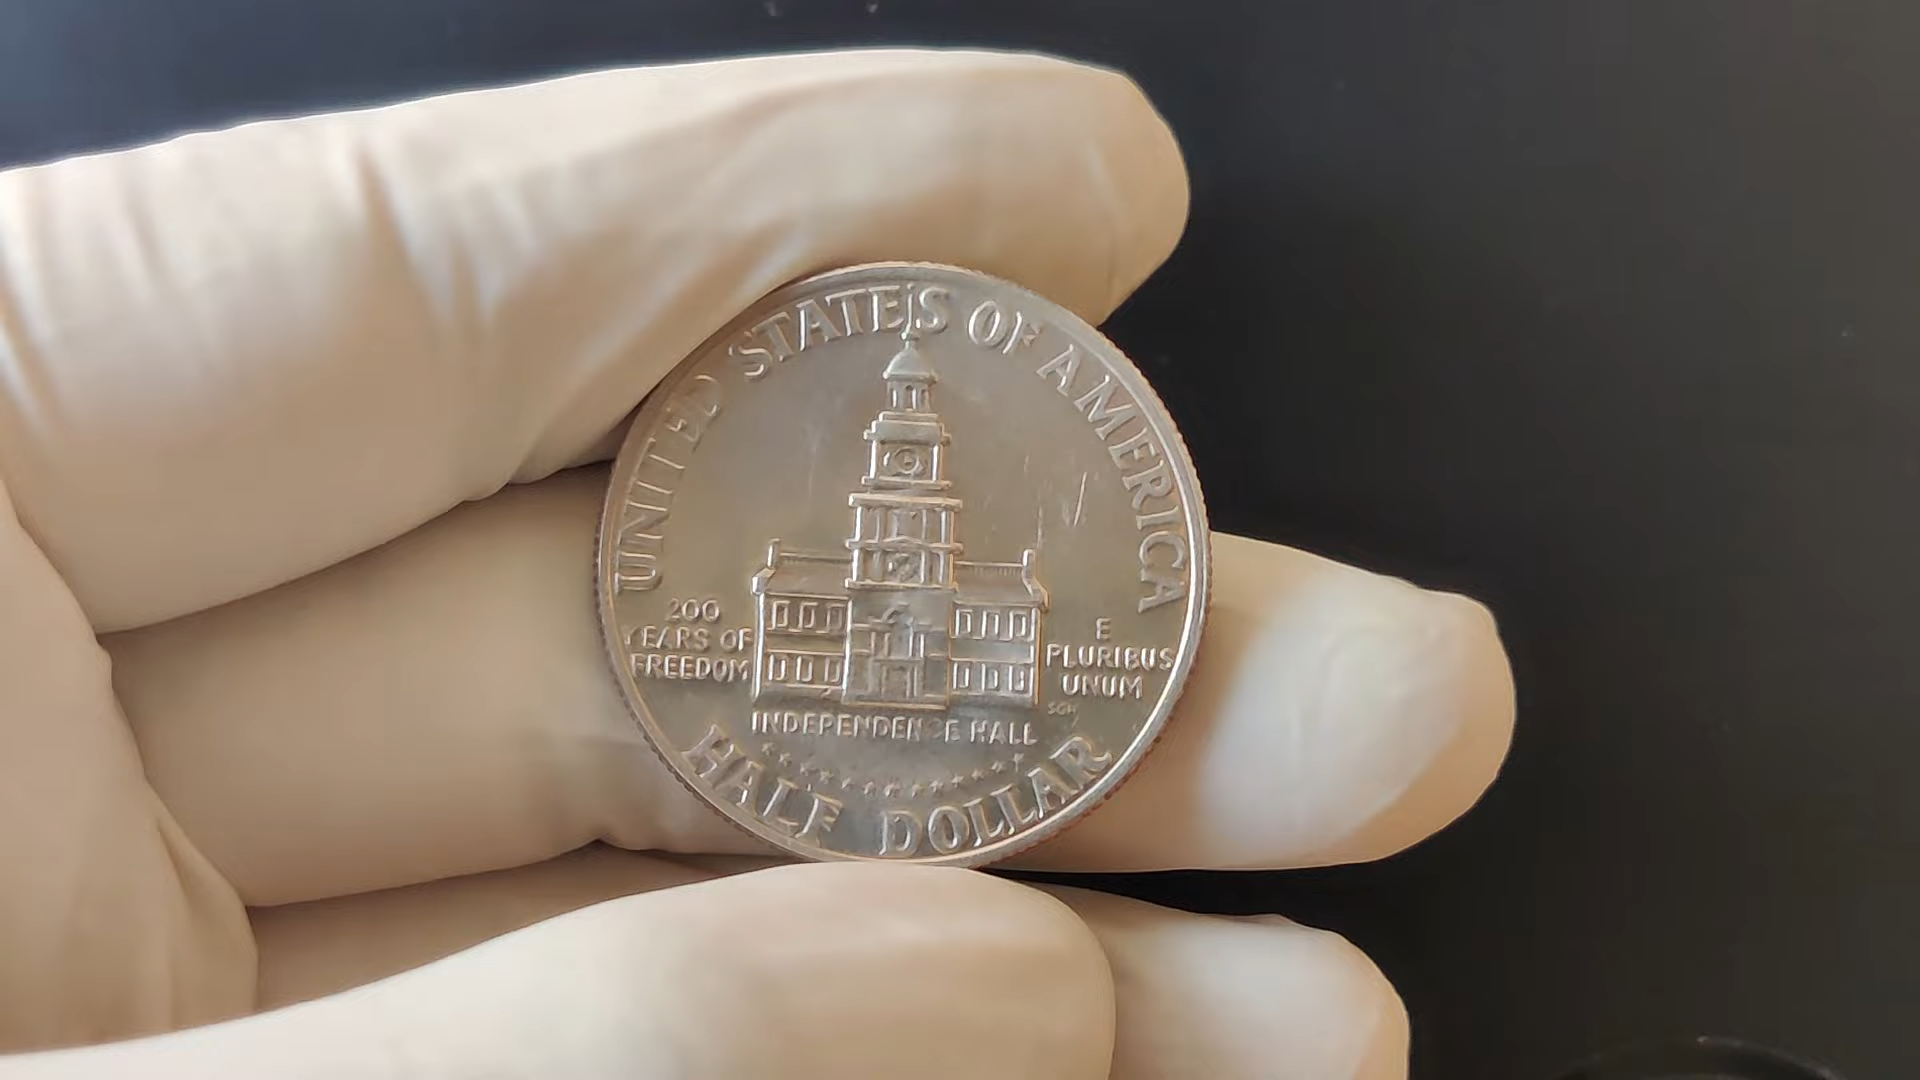 UNITED STATES OF AMERICA
200
YEARS OF
FREEDOM
E
PLURIBUS
UNUM
SGH
INDEPENDENCE HALL
HALF DOLLAR